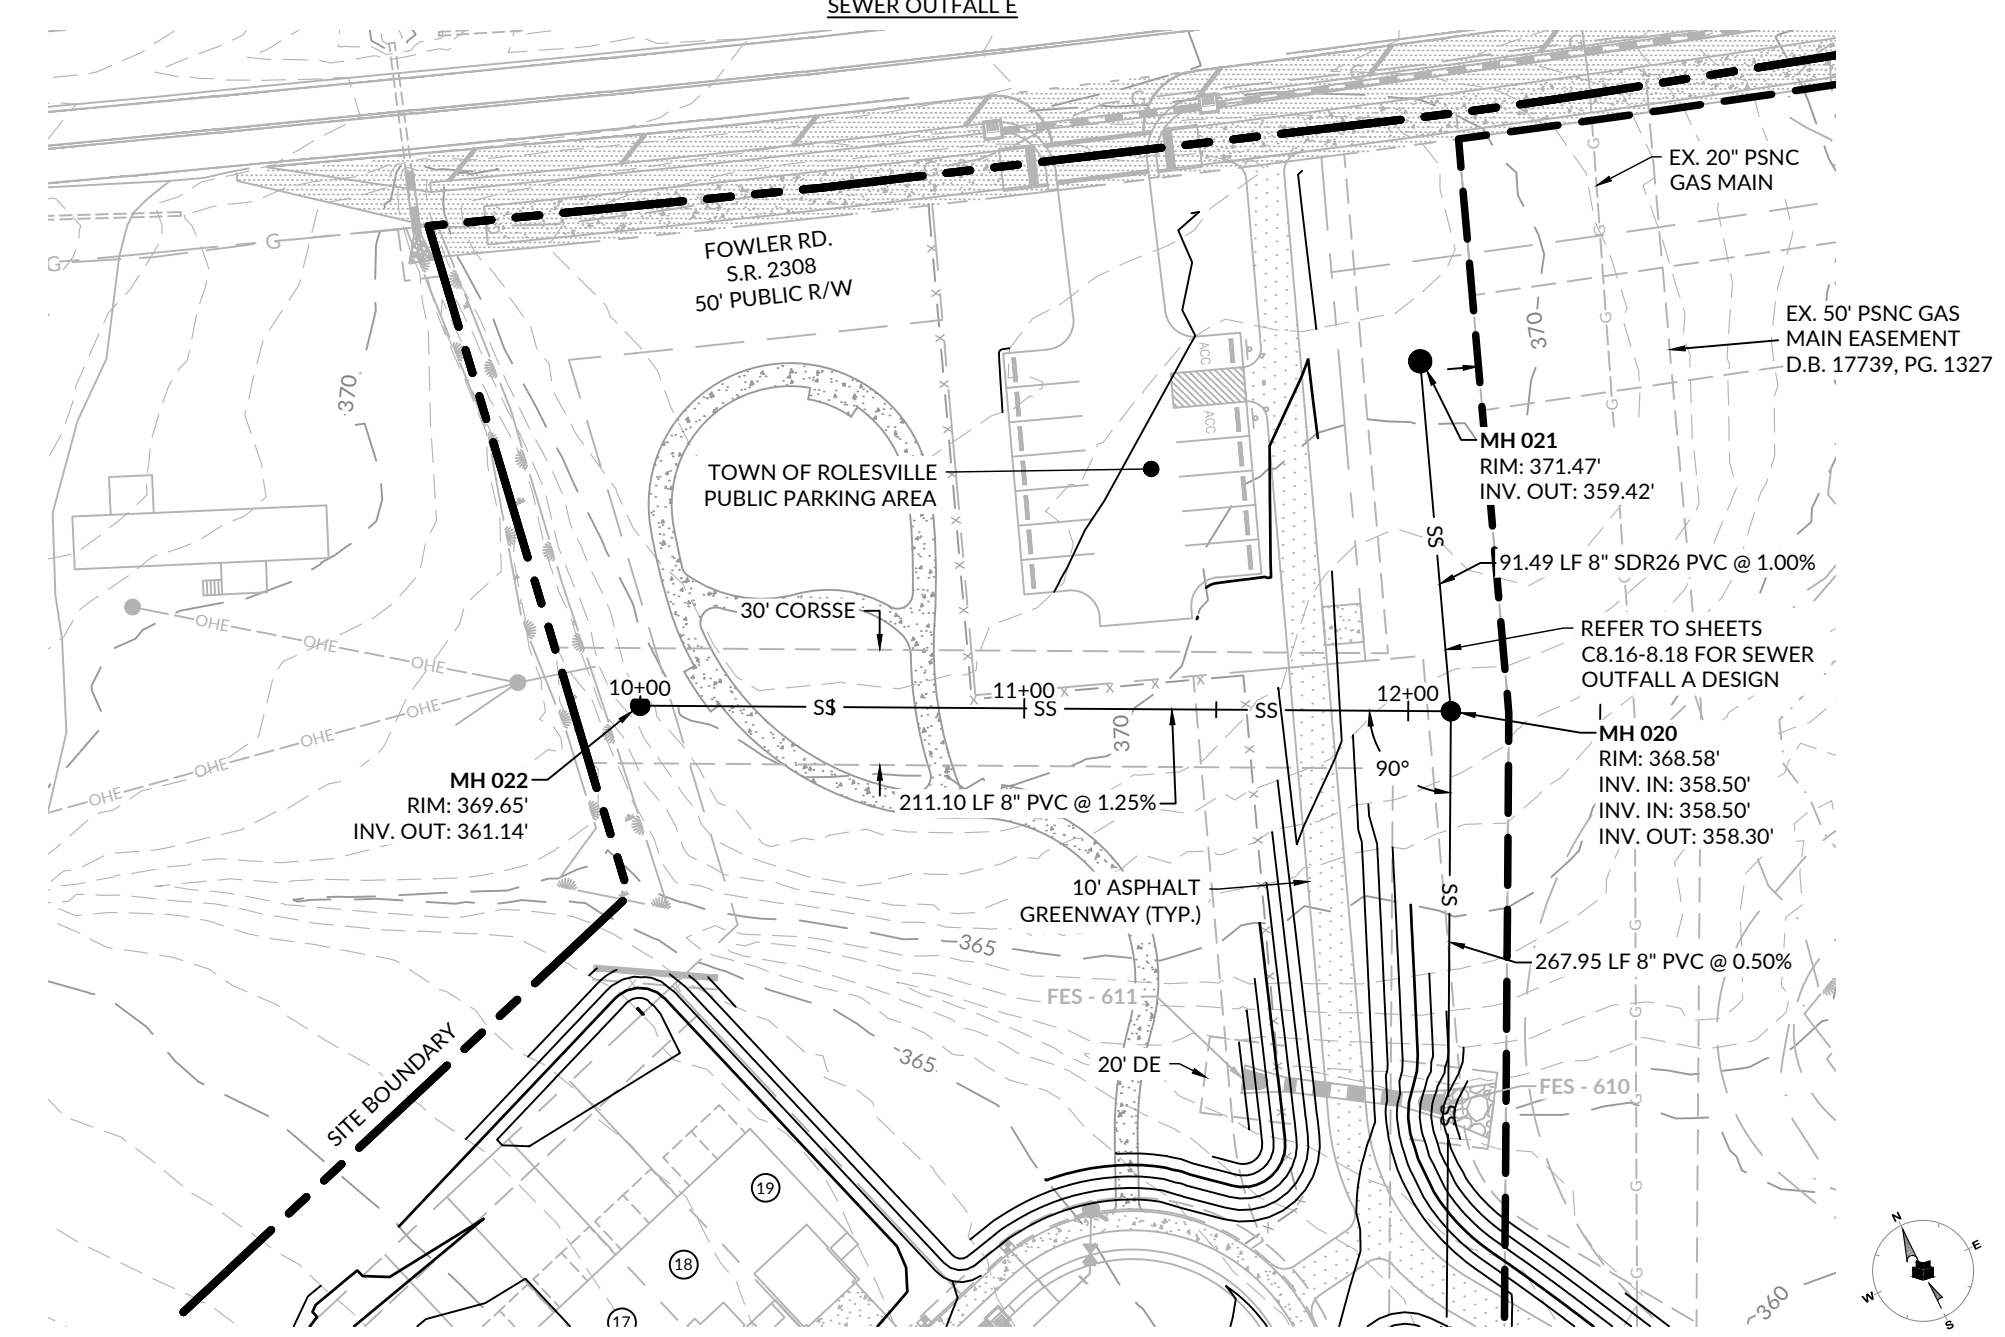 SEWER OUTFALL E
G
G
G
G
G
G
EX. 20" PSNC
GAS MAIN
G
FOWLER RD.
S.R. 2308
50' PUBLIC R/W
EX. 50' PSNC GAS
MAIN EASEMENT
D.B. 17739, PG. 1327
370
370
ACC
ACC
G
G
G
TOWN OF ROLESVILLE
PUBLIC PARKING AREA
MH 021
RIM: 371.47'
INV. OUT: 359.42'
SS
91.49 LF 8" SDR26 PVC @ 1.00%
30' CORSSE
OHE
OHE
OHE
OHE
OHE
OHE
OHE
REFER TO SHEETS
C8.16-8.18 FOR SEWER
OUTFALL A DESIGN
10+00
11+00
12+00
SS
SS
SS
370
MH 020
RIM: 368.58'
INV. IN: 358.50'
INV. IN: 358.50'
INV. OUT: 358.30'
90°
MH 022
RIM: 369.65'
INV. OUT: 361.14'
211.10 LF 8" PVC @ 1.25%
10' ASPHALT
GREENWAY (TYP.)
SS
365
267.95 LF 8" PVC @ 0.50%
FES - 611
365
20' DE
FES - 610
SS
SITE BOUNDARY
G
G
G
G
G
19
18
17
360
N
E
W
S